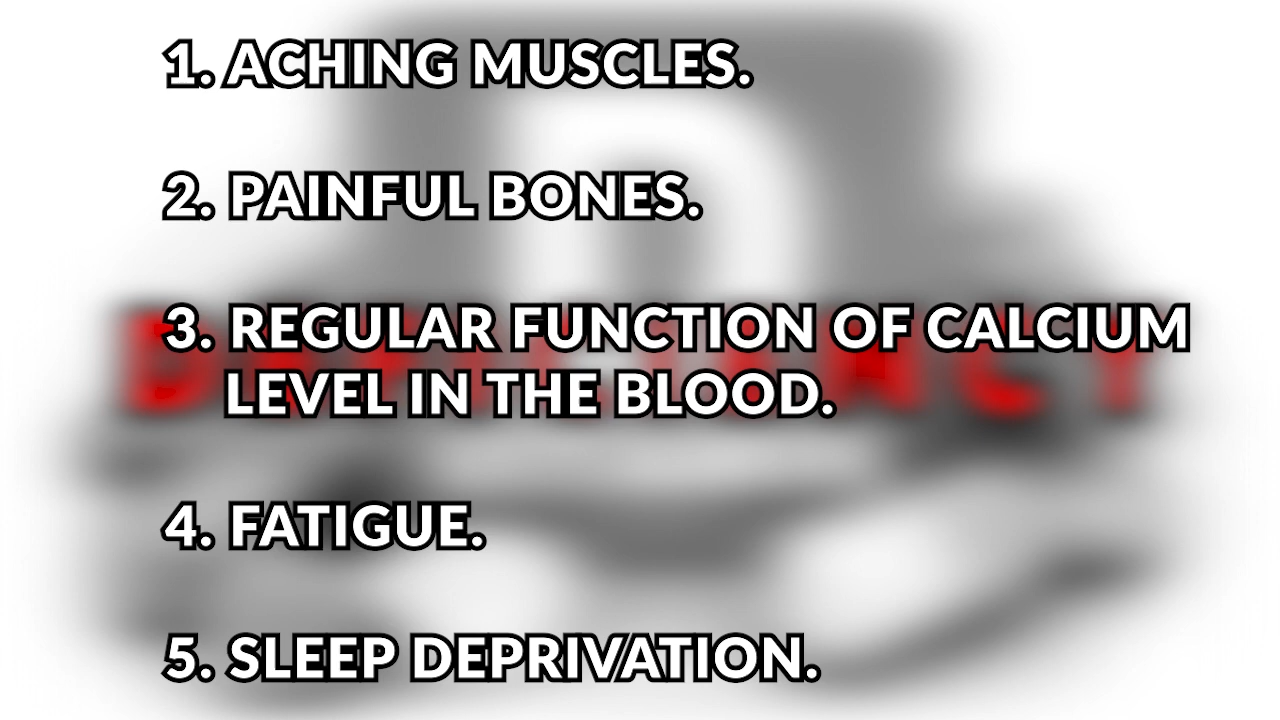 1. ACHING MUSCLES.
2. PAINFUL BONES.
3. REGULAR FUNCTION OF CALCIUM
LEVEL IN THE BLOOD.
4. FATIGUE.
5. SLEEP DEPRIVATION.